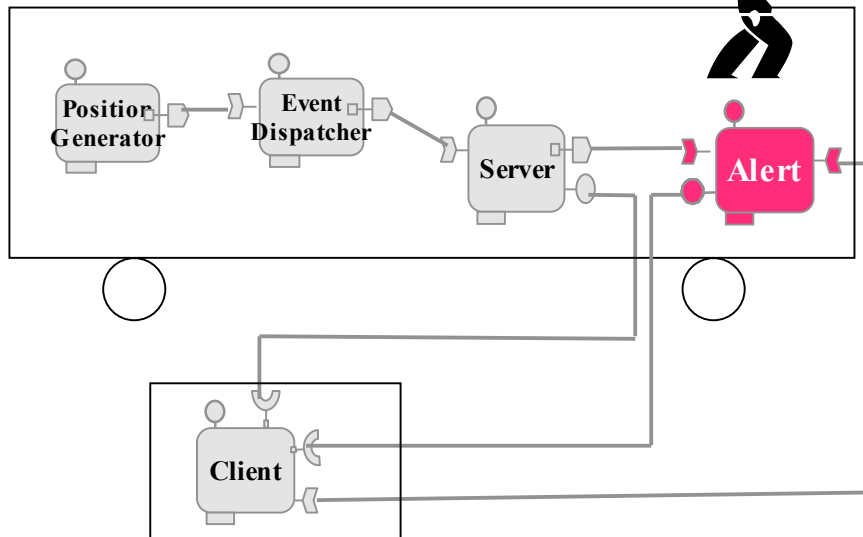 Position
Generator
Event
Dispatcher
Server
Alert
Client